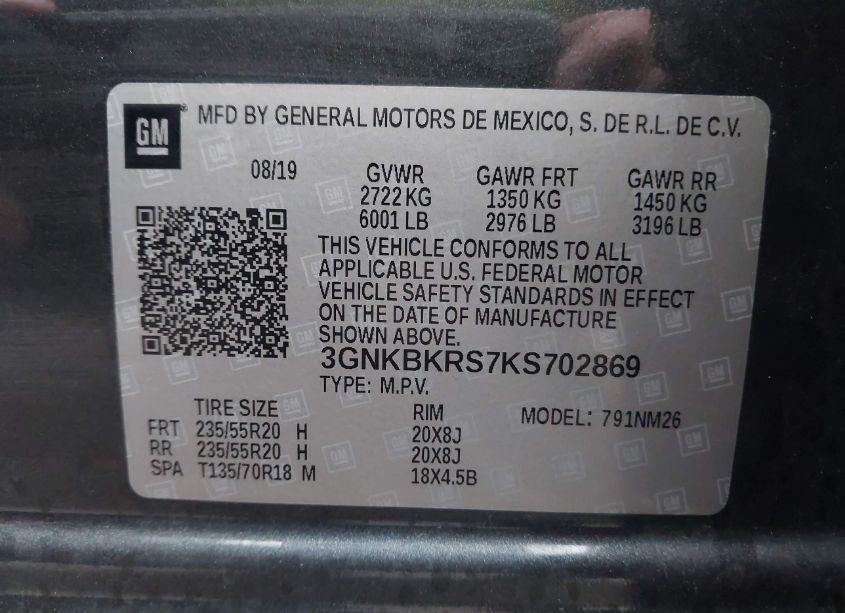 GM
MFD BY GENERAL MOTORS DE MEXICO, S. DE R.L. DE C.V.
08/19 GVWR GAWR FRT GAWR RR
2722 KG 1350 KG 1450 KG
6001 LB 2976 LB 3196 LB
THIS VEHICLE CONFORMS TO ALL
APPLICABLE U.S. FEDERAL MOTOR
VEHICLE SAFETY STANDARDS IN EFFECT
ON THE DATE OF MANUFACTURE
SHOWN ABOVE.
3GNKBKRS7KS702869
TYPE: M.P.V.
TIRE SIZE RIM MODEL: 791NM26
FRT 235/55R20 H 20X8J
RR 235/55R20 H 20X8J
SPA T135/70R18 M 18X4.5B